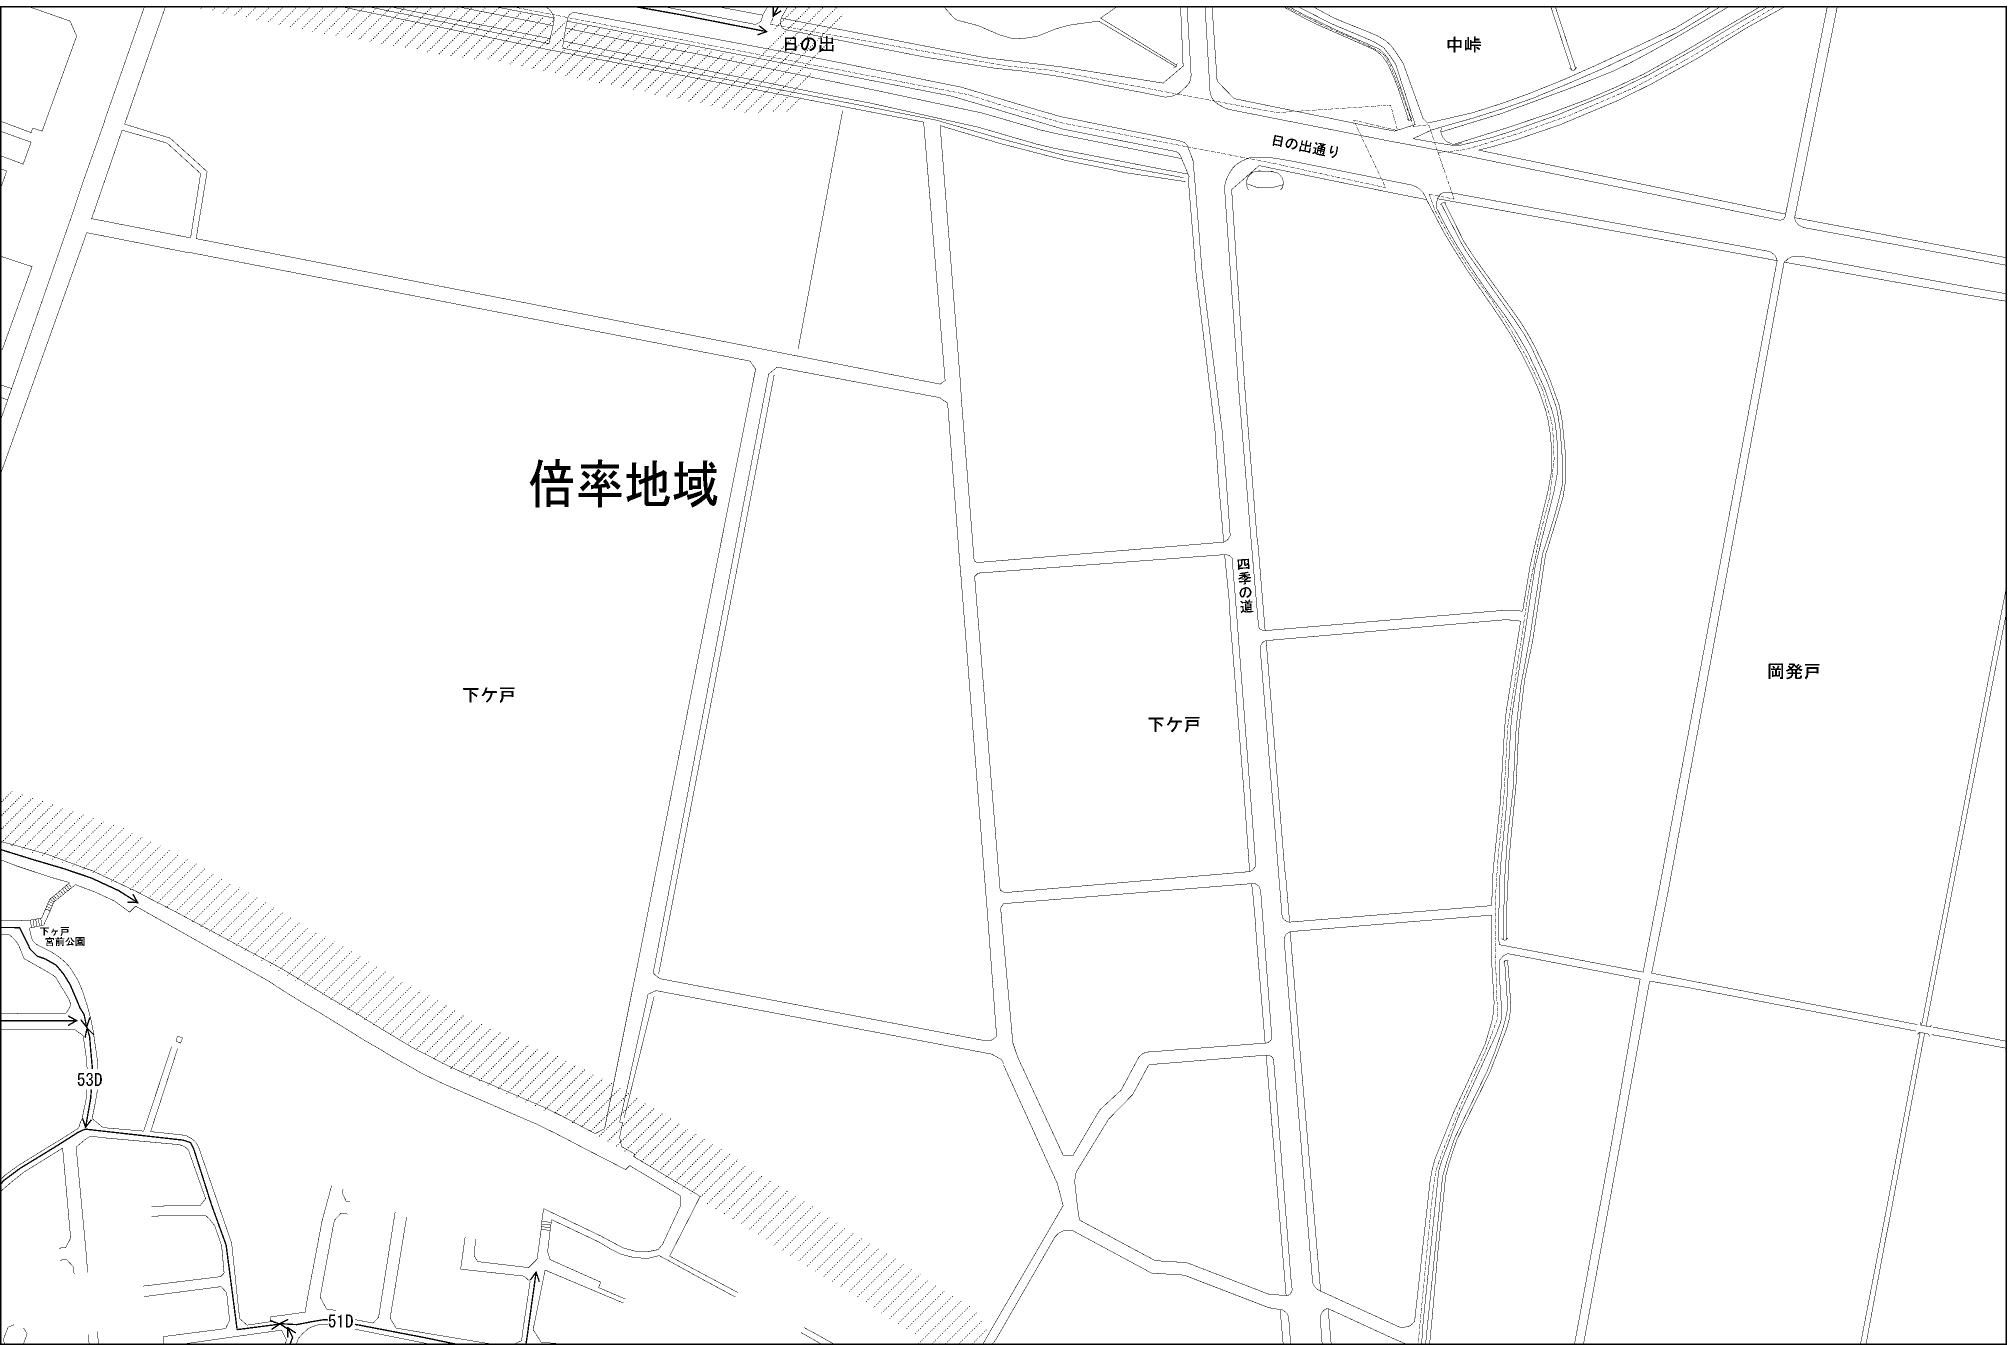 日の出
中峠
日の出通り
倍率地域
四季の道
岡発戸
下ケ戸
下ケ戸
下ヶ戸
宮前公園
53D
51D